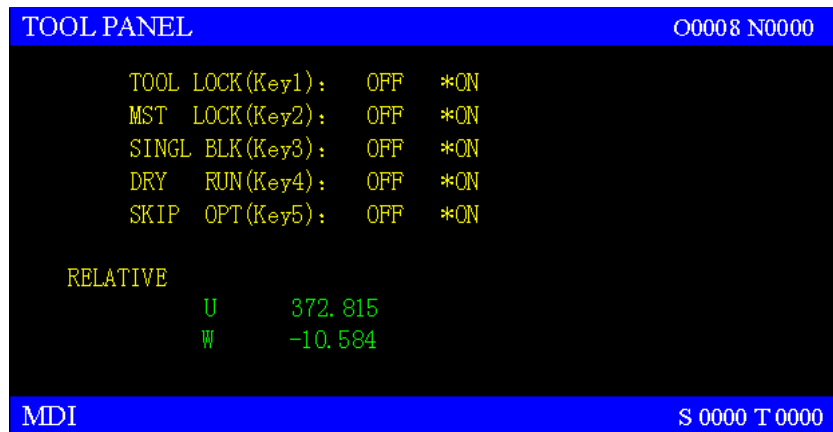 TOOL PANEL O0008 N0000
TOOL LOCK(Key1): OFF *ON
MST LOCK(Key2): OFF *ON
SINGL BLK(Key3): OFF *ON
DRY RUN(Key4): OFF *ON
SKIP OPT(Key5): OFF *ON
RELATIVE
U 372.815
W -10.584
MDI S 0000 T 0000